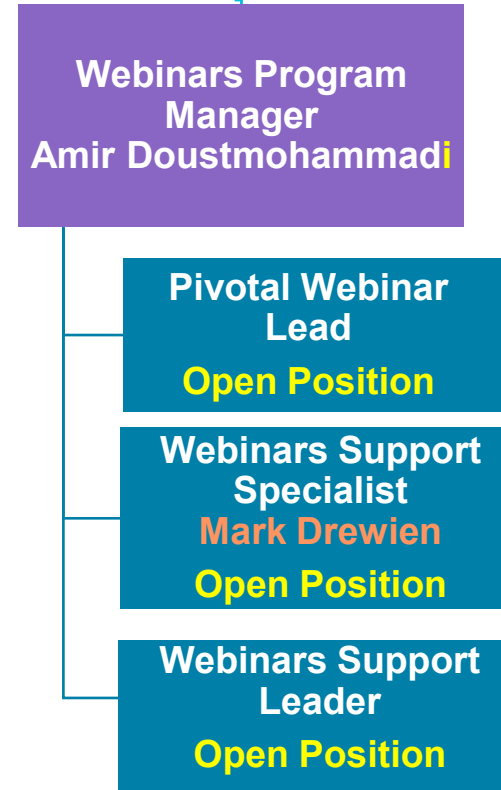 Webinars Program
Manager
Amir Doustmohammadi
Pivotal Webinar
Lead
Open Position
Webinars Support
Specialist
Mark Drewien
Open Position
Webinars Support
Leader
Open Position